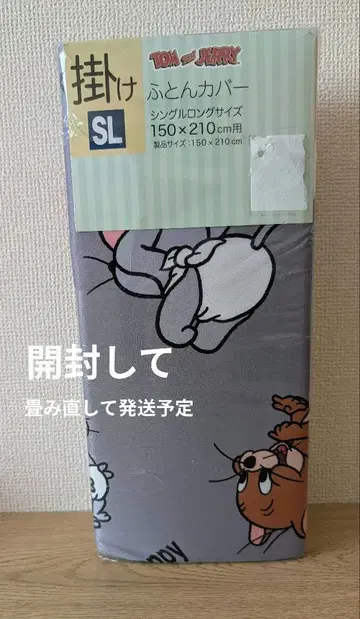 掛け
SL
TOM and JERRY
ふとんカバー
シングルロングサイズ
150×210cm用
製品サイズ:150×210cm
開封して
畳み直して発送予定